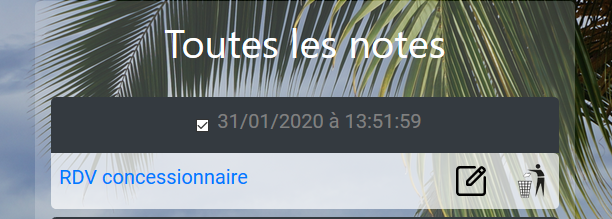 Toutes les notes
31/01/2020 à 13:51:59
RDV concessionnaire